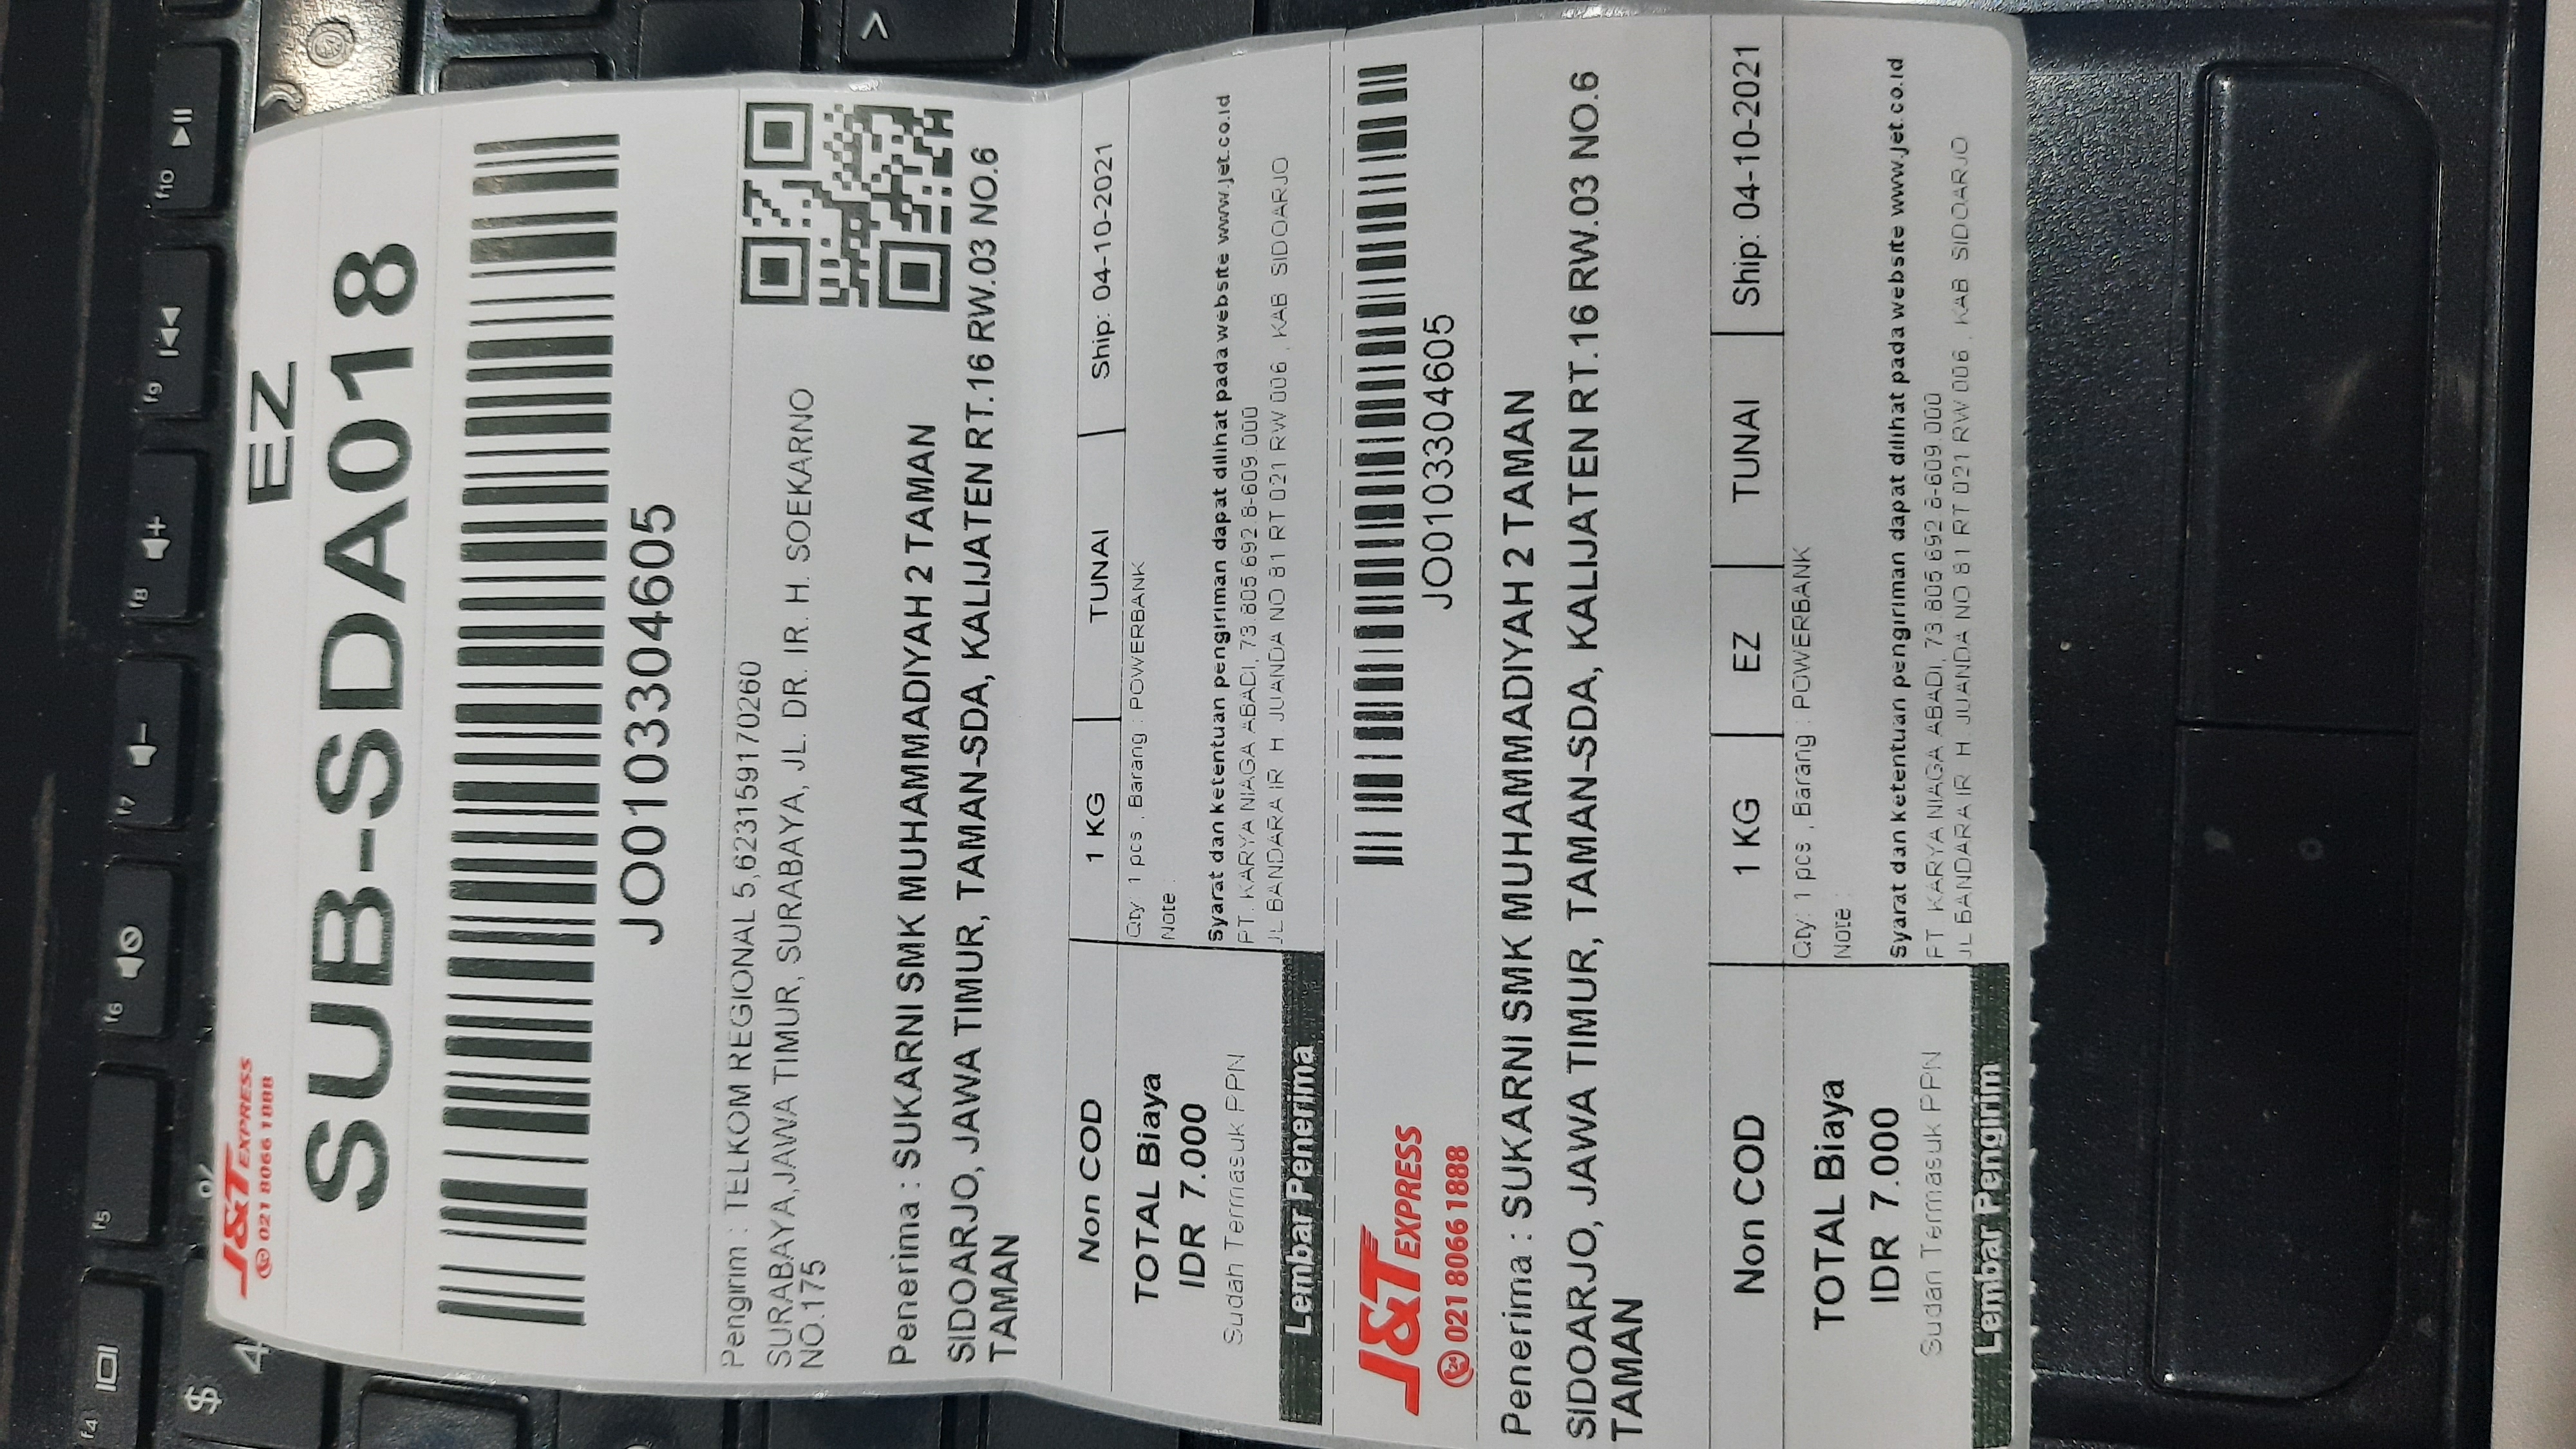 f4
f5
f6
f7
f8
f9
f10
$
%
4
)
J&T EXPRESS
021 8066 1888
EZ
SUB-SDA018
JO0103304605
Pengirim : TELKOM REGIONAL 5,623159170260
SURABAYA,JAWA TIMUR, SURABAYA, JL. DR. IR. H. SOEKARNO
NO.175
>
Penerima : SUKARNI SMK MUHAMMADIYAH 2 TAMAN
SIDOARJO, JAWA TIMUR, TAMAN-SDA, KALIJATEN RT.16 RW.03 NO.6
TAMAN
Non COD 1 KG TUNAI Ship: 04-10-2021
TOTAL Biaya
IDR 7.000
Sudah Termasuk PPN
Lembar Penerima
Qty: 1 pcs , Barang : POWERBANK
Note :
Syarat dan ketentuan pengiriman dapat dilihat pada website www.jet.co.id
PT. KARYA NIAGA ABADI, 73.805.692.8-609.000
JL BANDARA IR. H. JUANDA NO 81 RT 021 RW 006 , KAB. SIDOARJO
J&T EXPRESS
24 021 8066 1888
JO0103304605
Penerima : SUKARNI SMK MUHAMMADIYAH 2 TAMAN
SIDOARJO, JAWA TIMUR, TAMAN-SDA, KALIJATEN RT.16 RW.03 NO.6
TAMAN
Non COD 1 KG EZ TUNAI Ship: 04-10-2021
TOTAL Biaya
IDR 7.000
Sudah Termasuk PPN
Lembar Pengirim
Qty: 1 pcs , Barang : POWERBANK
Note :
Syarat dan ketentuan pengiriman dapat dilihat pada website www.jet.co.id
PT. KARYA NIAGA ABADI, 73.805.692.8-609.000
JL BANDARA IR. H. JUANDA NO 81 RT 021 RW 006 , KAB. SIDOARJO